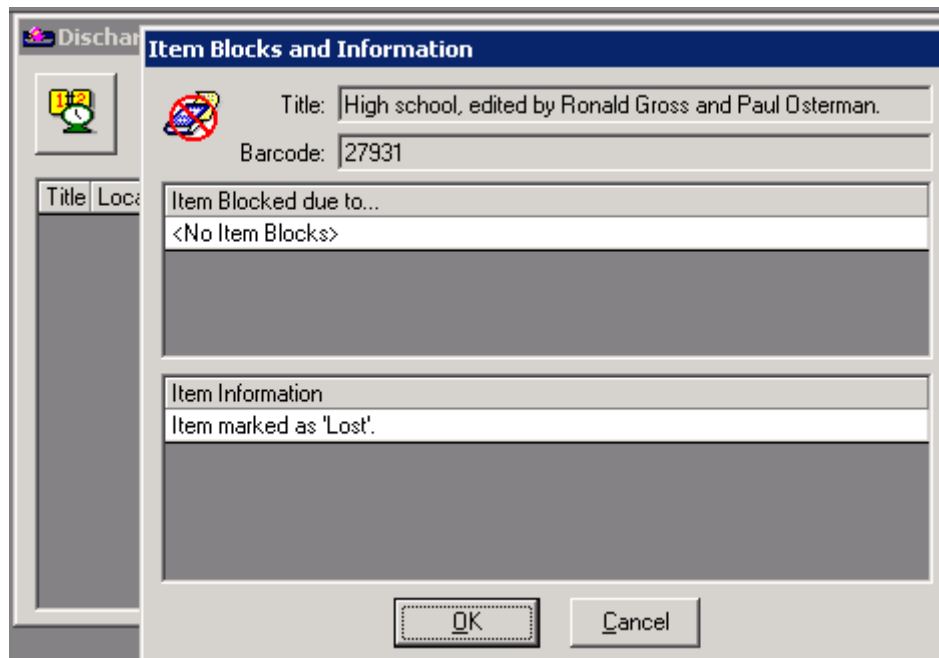 Dischar
Item Blocks and Information
Title: High school, edited by Ronald Gross and Paul Osterman.
Barcode: 27931
Title Loca
Item Blocked due to...
<No Item Blocks>
Item Information
Item marked as 'Lost'.
OK Cancel